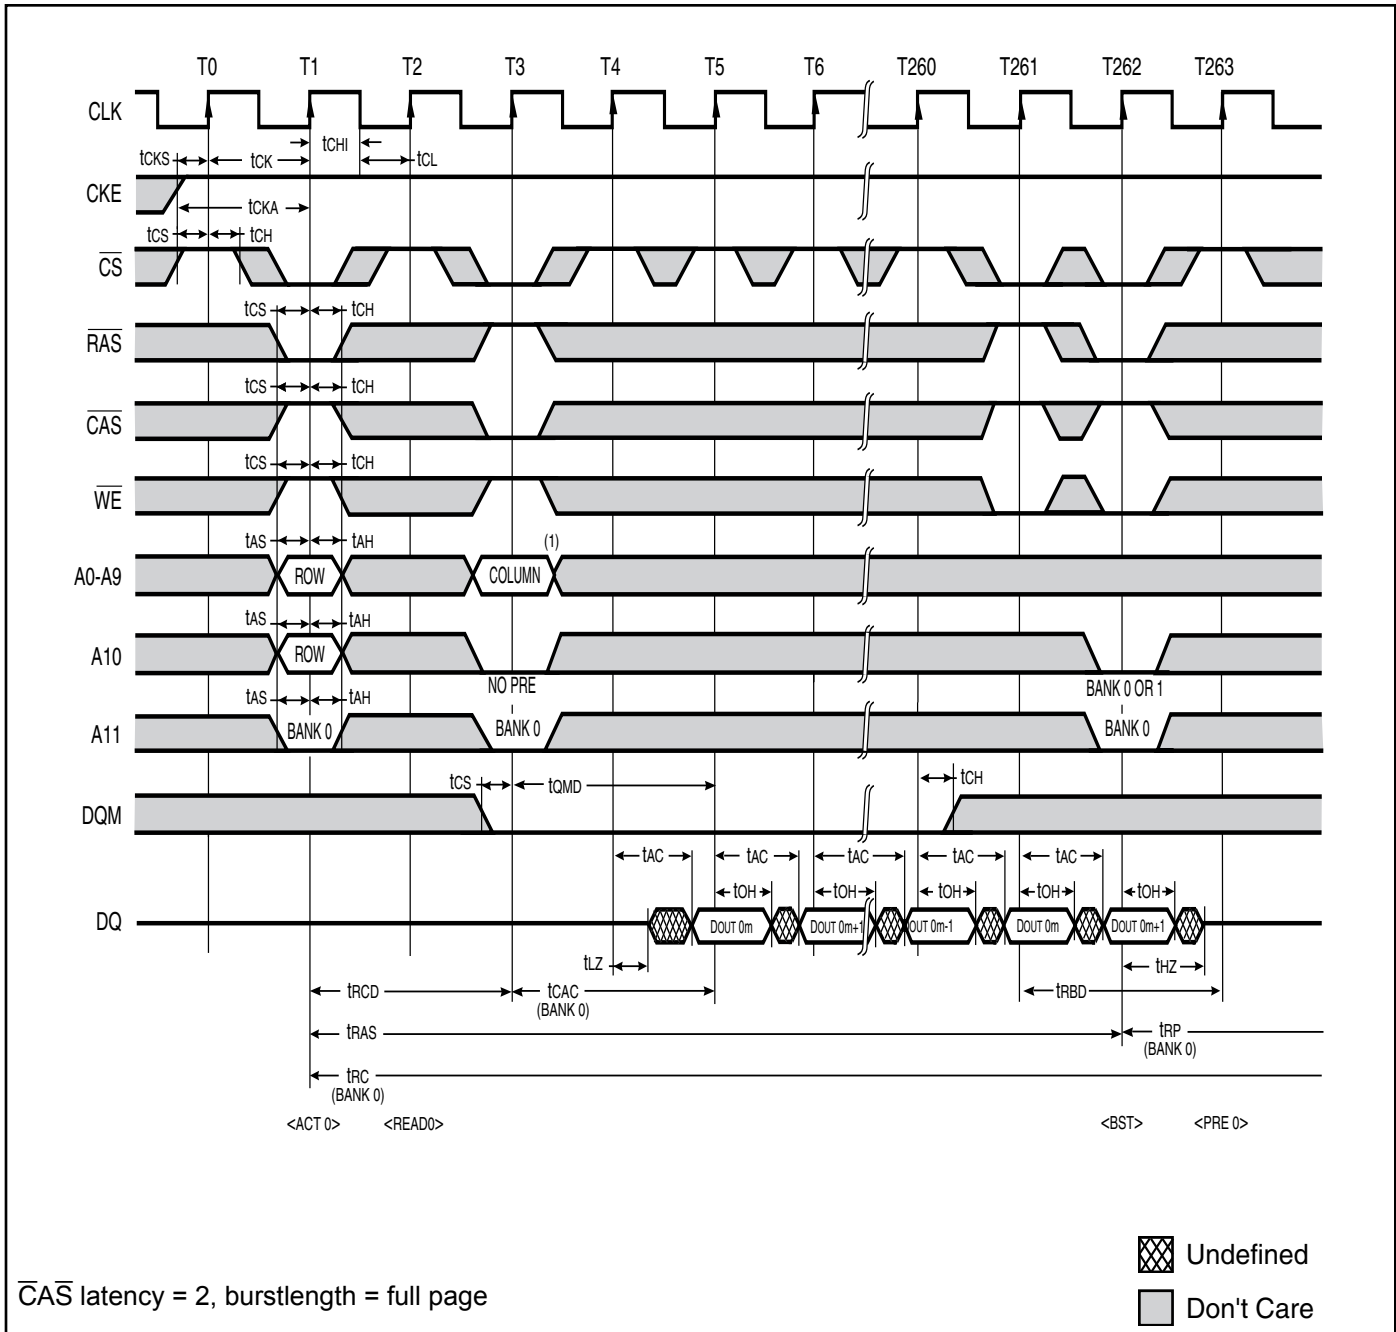 T0 T1 T2 T3 T4 T5 T6 T260 T261 T262 T263
CLK
tCHI
tCKS tCK tCL
CKE
tCKA
tCS tCH
CS
tCS tCH
RAS
tCS tCH
CAS
tCS tCH
WE
tAS tAH (1)
A0-A9 ROW COLUMN
tAS tAH
A10 ROW
NO PRE BANK 0 OR 1
tAS tAH
A11 BANK 0 BANK 0 BANK 0
tCS tQMD tCH
DQM
tAC tAC tAC tAC tAC
tOH tOH tOH tOH tOH
DQ DOUT 0m DOUT 0m+1 OUT 0m-1 DOUT 0m DOUT 0m+1
tLZ tHZ
tRCD tCAC tRBD
(BANK 0)
tRAS tRP
(BANK 0)
tRC
(BANK 0)
<ACT 0> <READ0> <BST> <PRE 0>
Undefined
CAS latency = 2, burstlength = full page
Don't Care